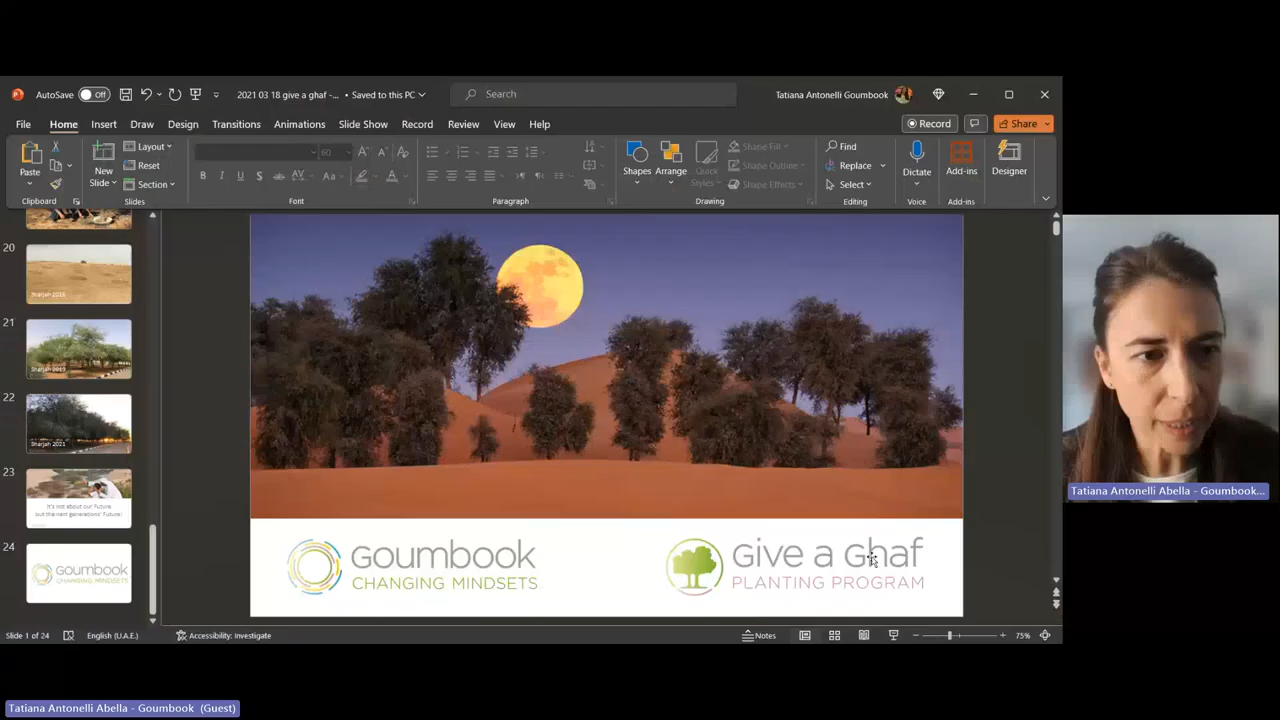 AutoSave Off 2021 03 18 give a ghaf -... • Saved to this PC Search Tatiana Antonelli Goumbook
File Home Insert Draw Design Transitions Animations Slide Show Record Review View Help Record Share
Paste
Clipboard
New Slide
Layout
Reset
Section
Slides
60
B I U S ab AV Aa A
Font
Paragraph
Shapes
Arrange
Quick Styles
Shape Fill
Shape Outline
Shape Effects
Drawing
Find
Replace
Select
Editing
Dictate
Voice
Add-ins
Add-ins
Designer
20
Sharjah 2016
21
Sharjah 2019
22
Sharjah 2021
23
It's not about our Future
but the next generations' Future!
24
GOUMBOOK
CHANGING MINDSETS
Goumbook
CHANGING MINDSETS
Give a Ghaf
PLANTING PROGRAM
Tatiana Antonelli Abella - Goumbook...
Slide 1 of 24 English (U.A.E.) Accessibility: Investigate Notes 75%
Tatiana Antonelli Abella - Goumbook (Guest)